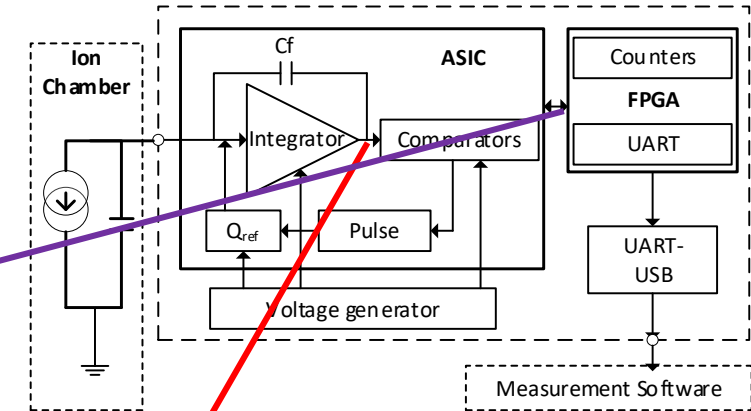 Ion
Chamber
Cf
ASIC
Integrator
Comparators
Qref
Pulse
Voltage generator
Counters
FPGA
UART
UART-
USB
Measurement Software